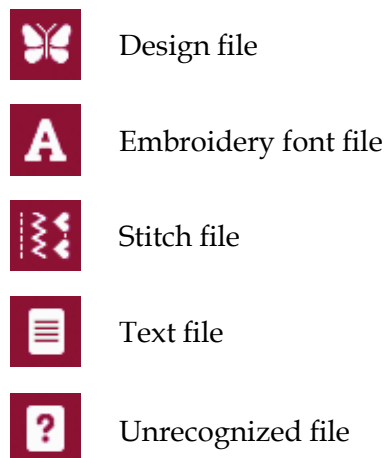 Design file
A Embroidery font file
Stitch file
Text file
? Unrecognized file